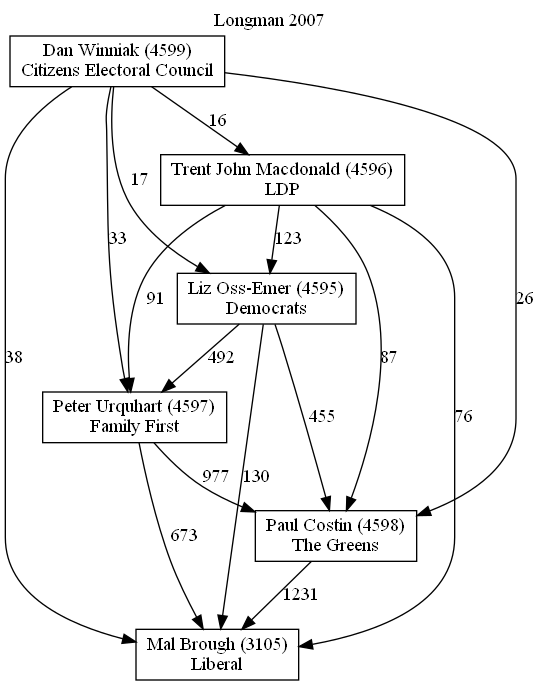 Longman 2007
Dan Winniak (4599)
Citizens Electoral Council
16
Trent John Macdonald (4596)
LDP
17
33
123
26
Liz Oss-Emer (4595)
Democrats
91
38
492
87
Peter Urquhart (4597)
Family First
455
76
977
130
Paul Costin (4598)
The Greens
673
1231
Mal Brough (3105)
Liberal